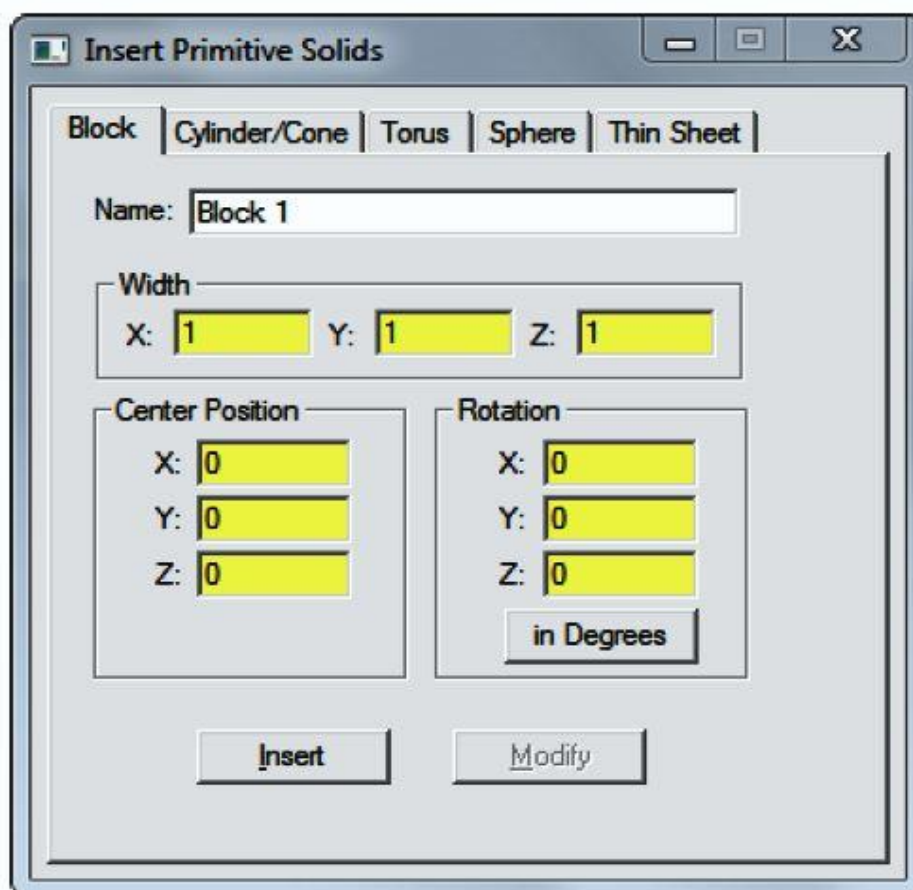 Insert Primitive Solids
Block Cylinder/Cone Torus Sphere Thin Sheet
Name: Block 1
Width
X: 1 Y: 1 Z: 1
Center Position
X: 0
Y: 0
Z: 0
Rotation
X: 0
Y: 0
Z: 0
in Degrees
Insert Modify